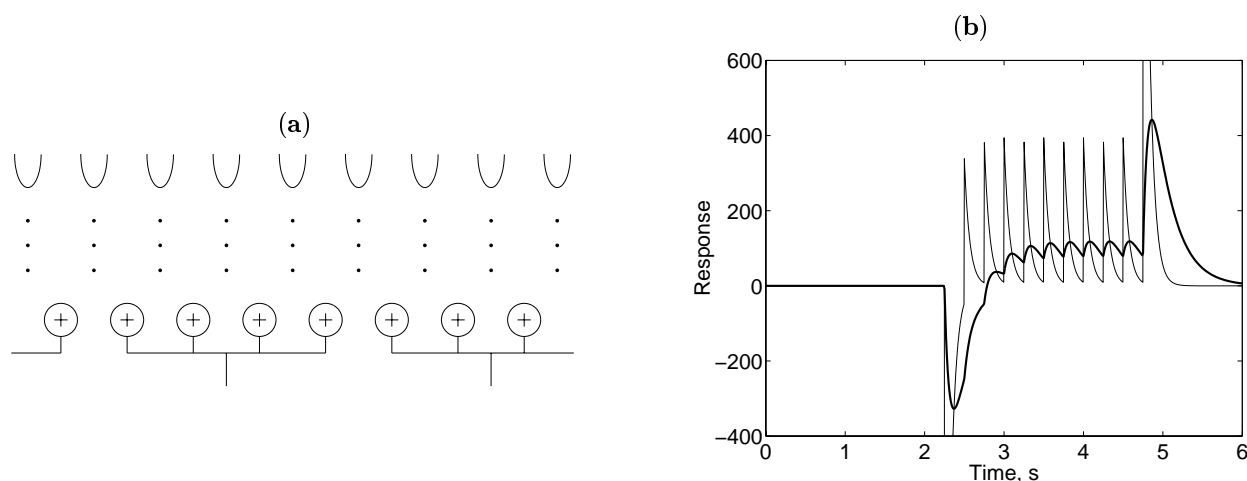 (a)
+ + + + + + + +
(b)
600
400
200
0
−200
−400
Response
0 1 2 3 4 5 6
Time, s